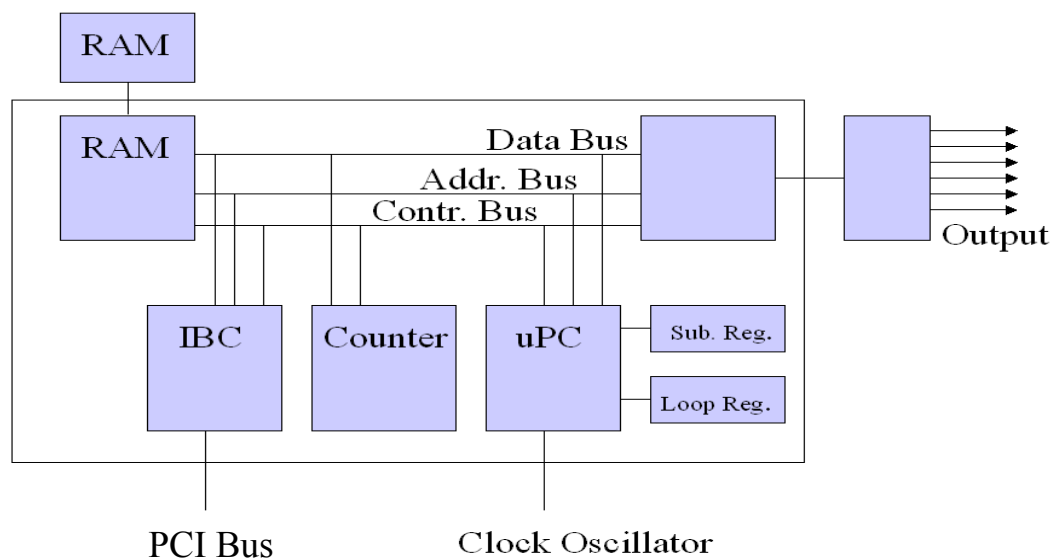 RAM
RAM
Data Bus
Addr. Bus
Contr. Bus
Output
IBC
Counter
uPC
Sub. Reg.
Loop Reg.
PCI Bus
Clock Oscillator